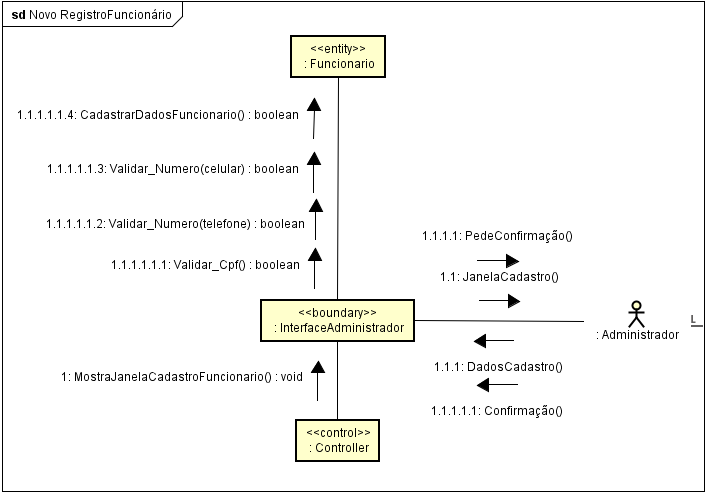 sd Novo RegistroFuncionário
<<entity>>
: Funcionario
1.1.1.1.1.4: CadastrarDadosFuncionario() : boolean
1.1.1.1.1.3: Validar_Numero(celular) : boolean
1.1.1.1.1.2: Validar_Numero(telefone) : boolean
1.1.1.1: PedeConfirmação()
1.1.1.1.1.1: Validar_Cpf() : boolean
1.1: JanelaCadastro()
<<boundary>>
: InterfaceAdministrador
: Administrador
L
1.1.1: DadosCadastro()
1: MostraJanelaCadastroFuncionario() : void
1.1.1.1.1: Confirmação()
<<control>>
: Controller